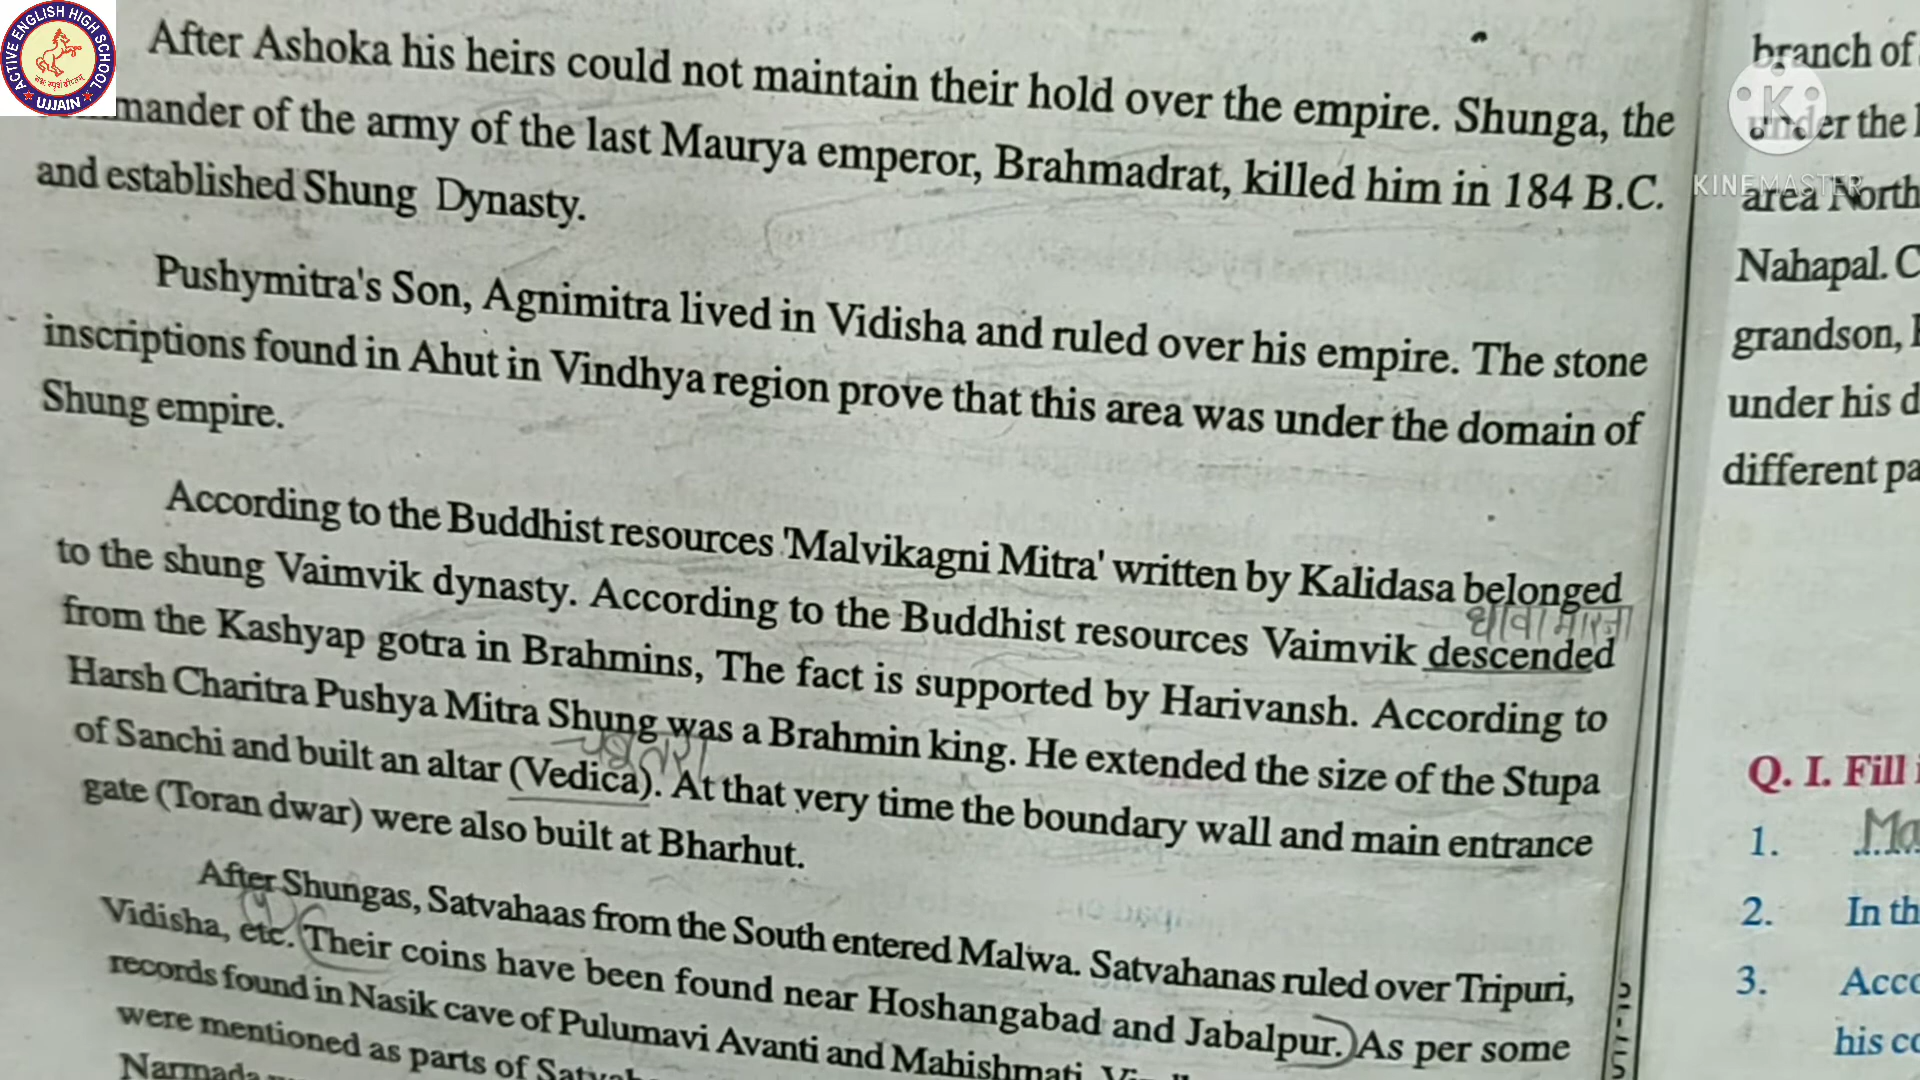 ACTIVE ENGLISH HIGH SCHOOL
UJJAIN
After Ashoka his heirs could not maintain their hold over the empire. Shunga, the
mander of the army of the last Maurya emperor, Brahmadrat, killed him in 184 B.C.
and established Shung Dynasty.
Pushymitra's Son, Agnimitra lived in Vidisha and ruled over his empire. The stone
inscriptions found in Ahut in Vindhya region prove that this area was under the domain of
Shung empire.
According to the Buddhist resources 'Malvikagni Mitra' written by Kalidasa belonged
to the shung Vaimvik dynasty. According to the Buddhist resources Vaimvik descended
धावा मारना
from the Kashyap gotra in Brahmins, The fact is supported by Harivansh. According to
Harsh Charitra Pushya Mitra Shung was a Brahmin king. He extended the size of the Stupa
of Sanchi and built an altar (Vedica). At that very time the boundary wall and main entrance
gate (Toran dwar) were also built at Bharhut.
After Shungas, Satvahaas from the South entered Malwa. Satvahanas ruled over Tripuri,
Vidisha, etc. Their coins have been found near Hoshangabad and Jabalpur. As per some
records found in Nasik cave of Pulumavi Avanti and Mahishmati,
were mentioned as parts of
Narmada
branch of
under the
area North
Nahapal. C
grandson,
under his d
different pa
KINEMASTER
Q. I. Fill i
1. Ma
2. In th
3. Acco
his co